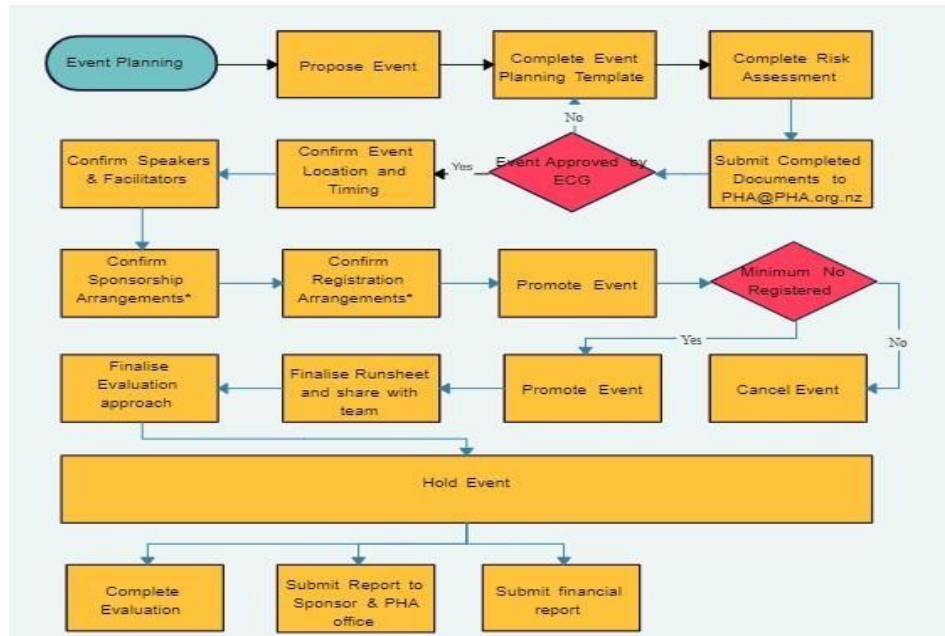 Event Planning
Propose Event
Complete Event
Planning Template
Complete Risk
Assessment
No
Confirm Speakers
& Facilitators
Confirm Event
Location and
Timing
Yes
Event Approved by
ECG
Submit Completed
Documents to
PHA@PHA.org.nz
Confirm
Sponsorship
Arrangements*
Confirm
Registration
Arrangements*
Promote Event
Minimum No
Registered
Yes
No
Finalise
Evaluation
approach
Finalise Runsheet
and share with
team
Promote Event
Cancel Event
Hold Event
Complete
Evaluation
Submit Report to
Sponsor & PHA
office
Submit financial
report